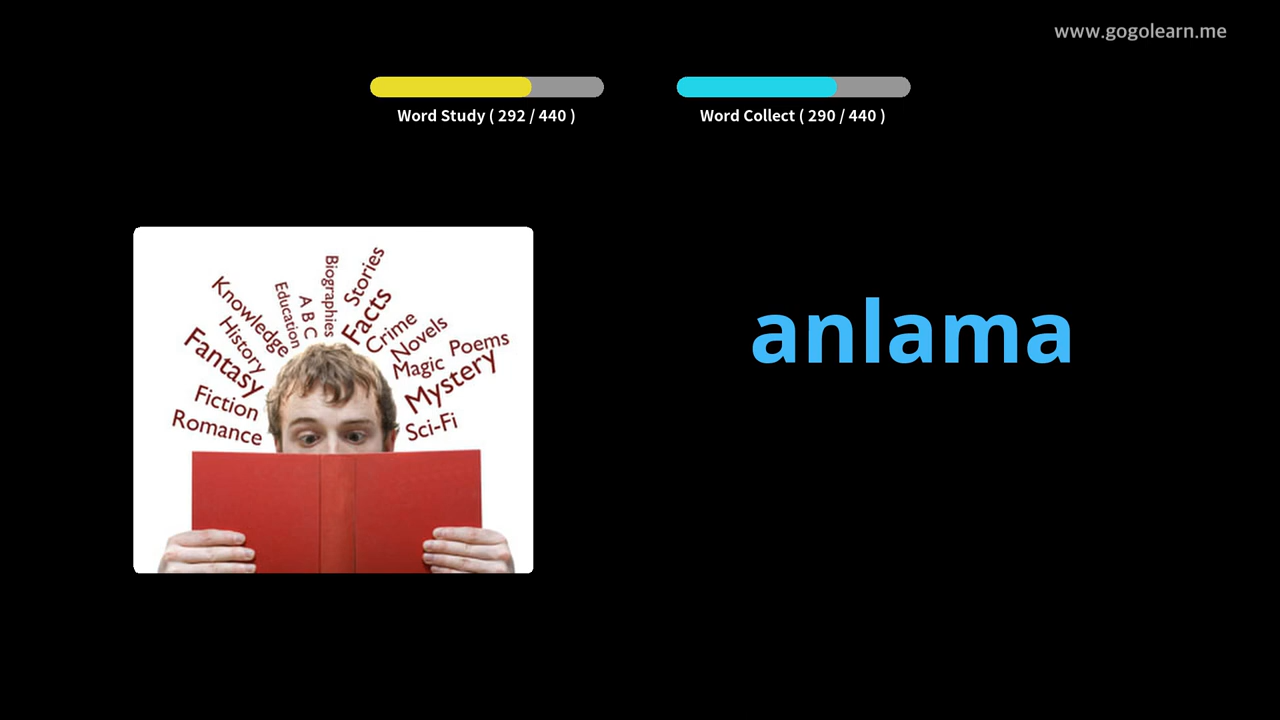 www.gogolearn.me
Word Study ( 292 / 440 )
Word Collect ( 290 / 440 )
Biographies
Stories
Education
A B C
Facts
Knowledge
Crime
History
Novels
Fantasy
Magic
Poems
Mystery
Fiction
Romance
Sci-Fi
anlama